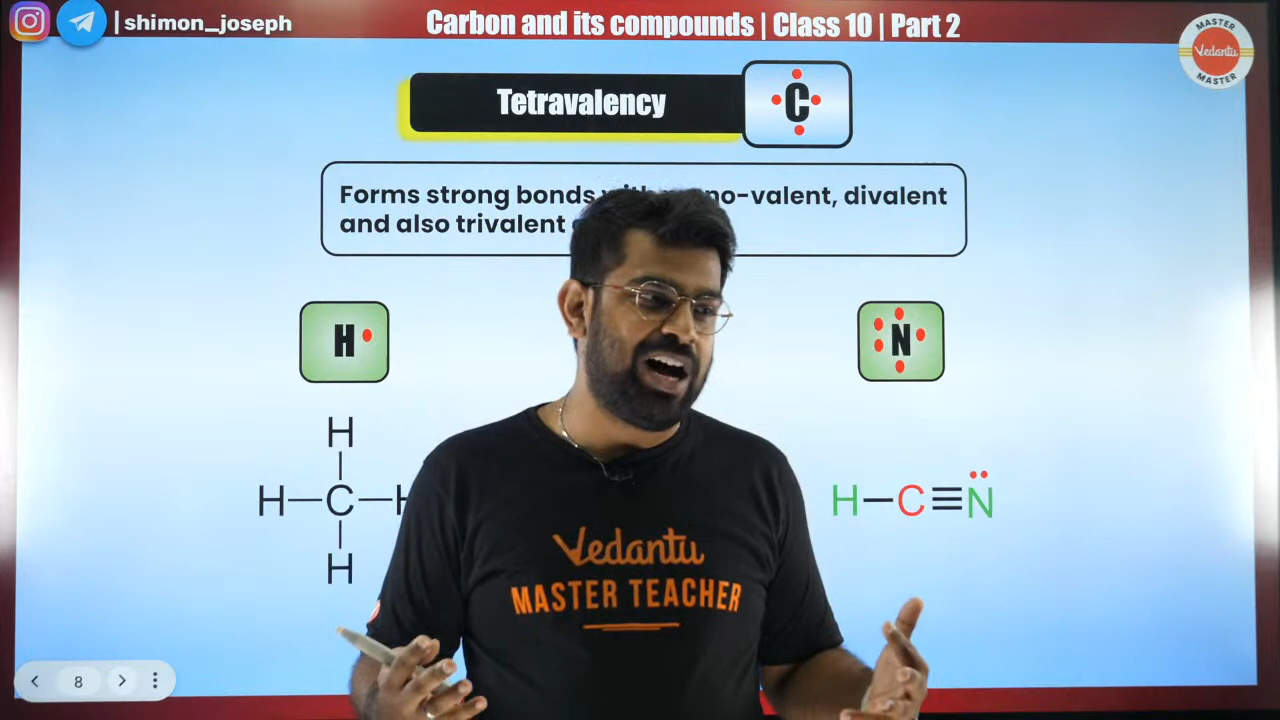 | shimon_joseph
Carbon and its compounds | Class 10 | Part 2
MASTER
Vedantu
MASTER
Tetravalency
C
Forms strong bonds no-valent, divalent
and also trivalent
H
N
H
H—C—H
H
H—C≡N
Vedantu
MASTER TEACHER
8